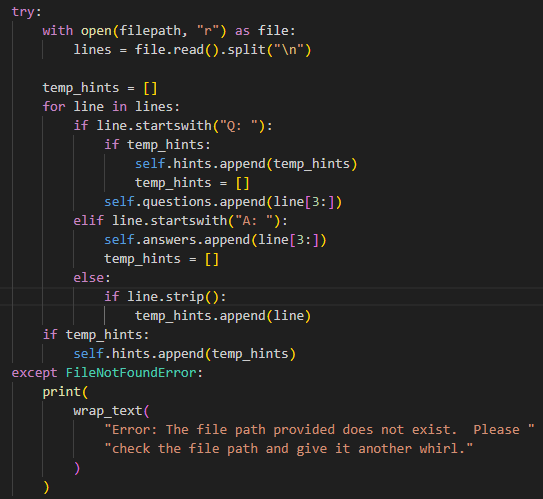 try:
    with open(filepath, "r") as file:
        lines = file.read().split("\n")

    temp_hints = []
    for line in lines:
        if line.startswith("Q: "):
            if temp_hints:
                self.hints.append(temp_hints)
                temp_hints = []
            self.questions.append(line[3:])
        elif line.startswith("A: "):
            self.answers.append(line[3:])
            temp_hints = []
        else:
            if line.strip():
                temp_hints.append(line)
    if temp_hints:
        self.hints.append(temp_hints)
except FileNotFoundError:
    print(
        wrap_text(
            "Error: The file path provided does not exist.  Please "
            "check the file path and give it another whirl."
        )
    )